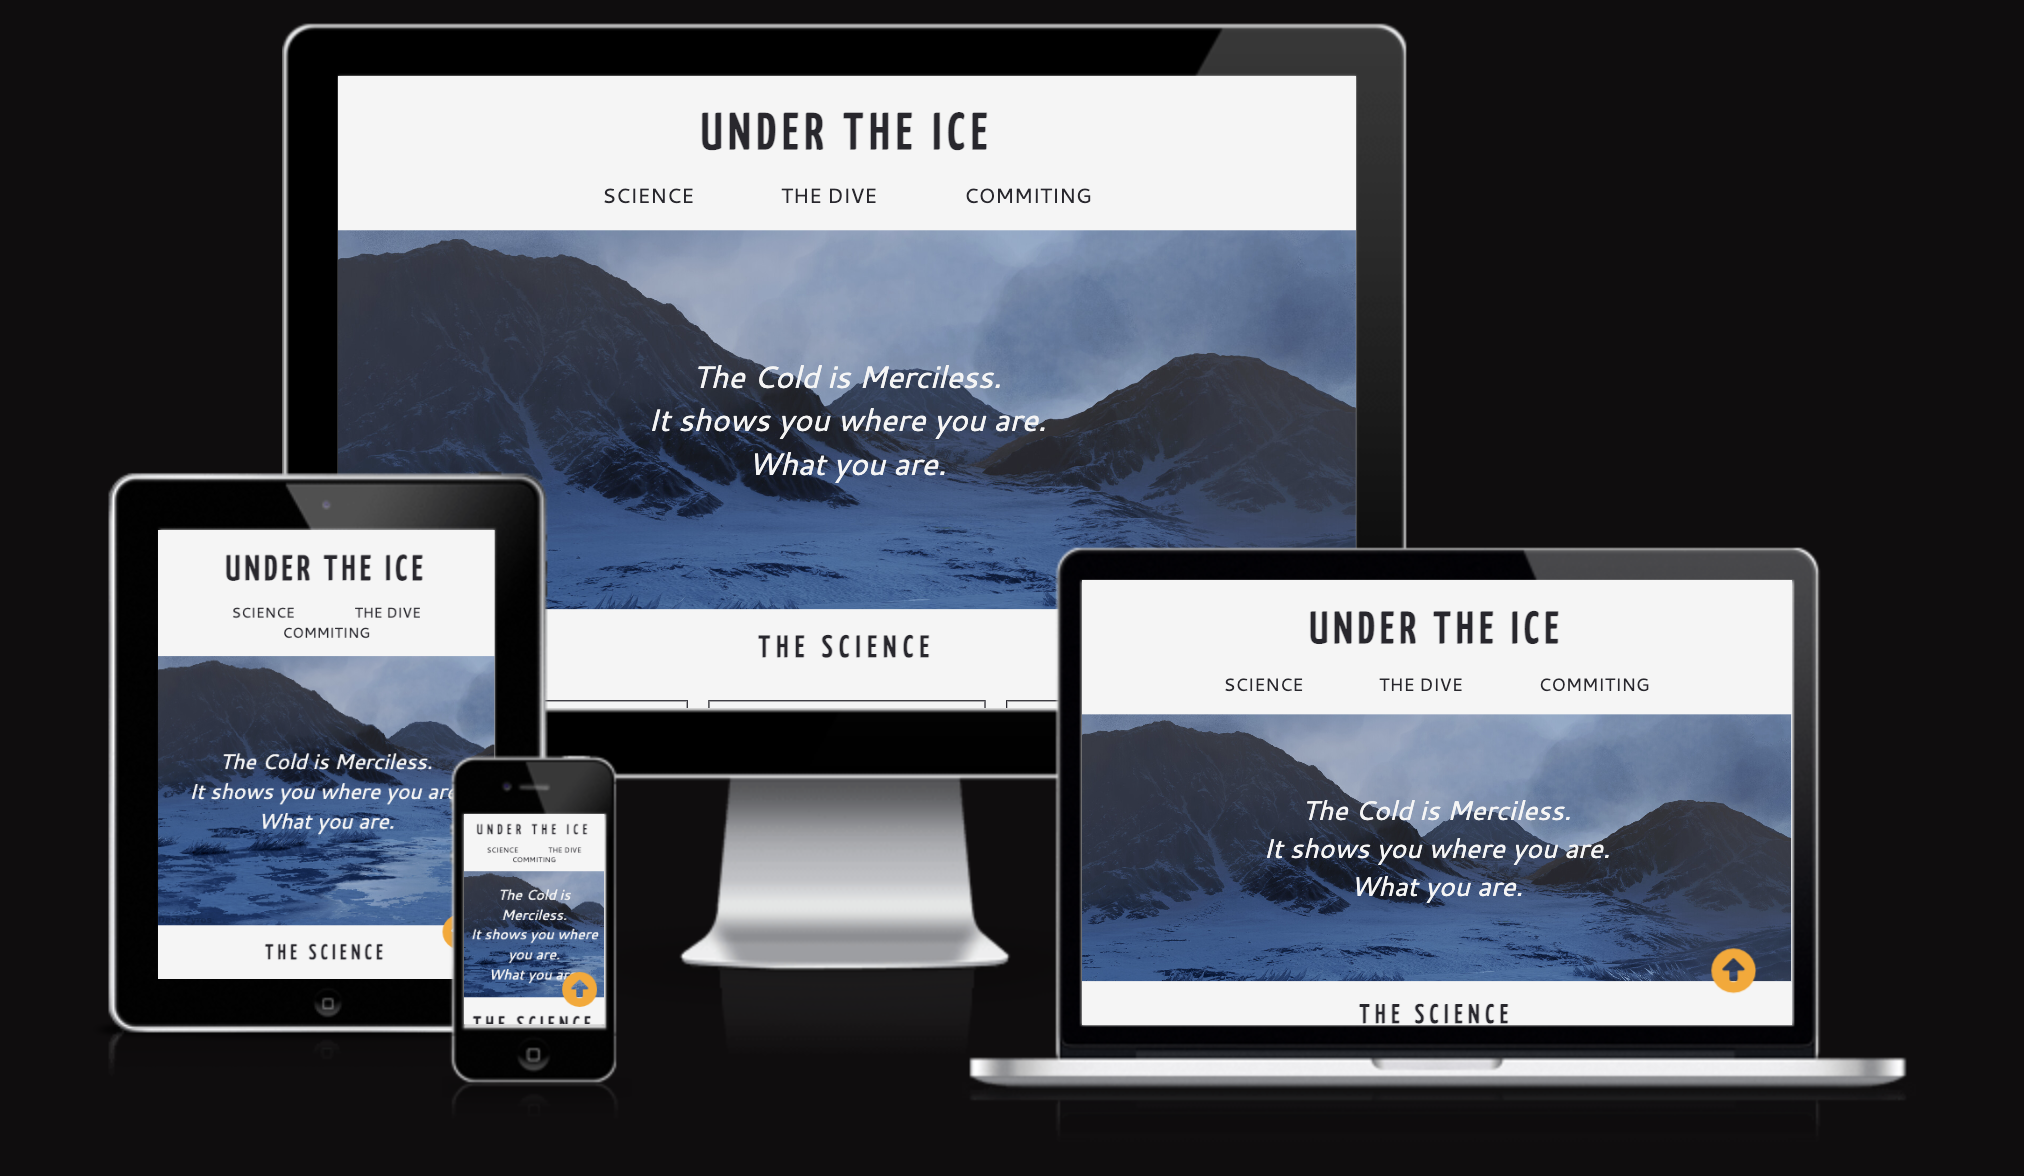 UNDER THE ICE
SCIENCE THE DIVE COMMITING
The Cold is Merciless.
It shows you where you are.
What you are.
THE SCIENCE
UNDER THE ICE
SCIENCE THE DIVE
COMMITING
The Cold is Merciless.
It shows you where you are
What you are.
THE SCIENCE
UNDER THE ICE
SCIENCE THE DIVE
COMMITING
The Cold is
Merciless.
It shows you where
you are.
What you ar
THE SCIENCE
UNDER THE ICE
SCIENCE THE DIVE COMMITING
The Cold is Merciless.
It shows you where you are.
What you are.
THE SCIENCE